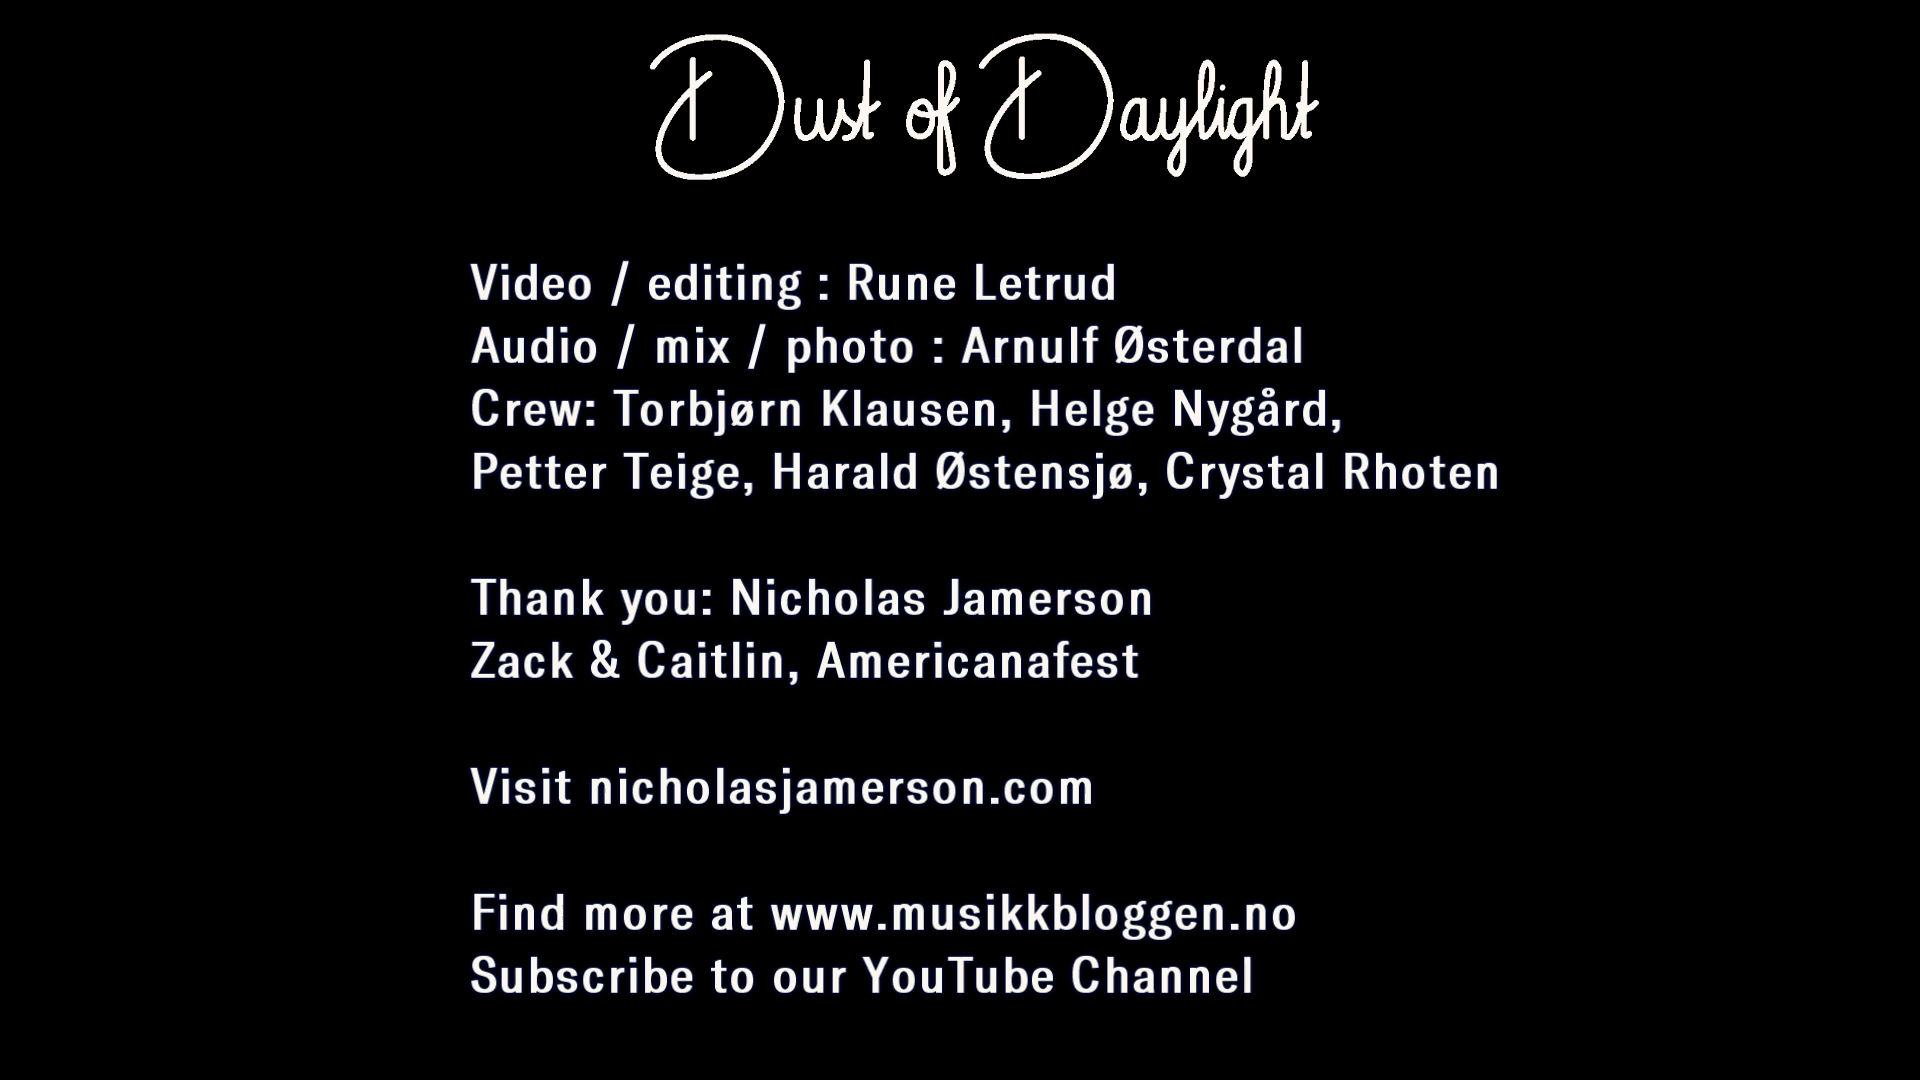 Dust of Daylight
Video / editing : Rune Letrud
Audio / mix / photo : Arnulf Østerdal
Crew: Torbjørn Klausen, Helge Nygård,
Petter Teige, Harald Østensjø, Crystal Rhoten
Thank you: Nicholas Jamerson
Zack & Caitlin, Americanafest
Visit nicholasjamerson.com
Find more at www.musikkbloggen.no
Subscribe to our YouTube Channel